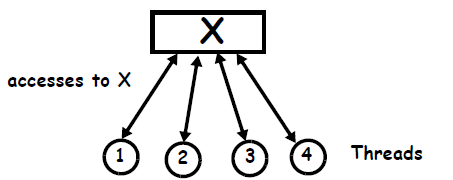 X
accesses to X
1 2 3 4 Threads